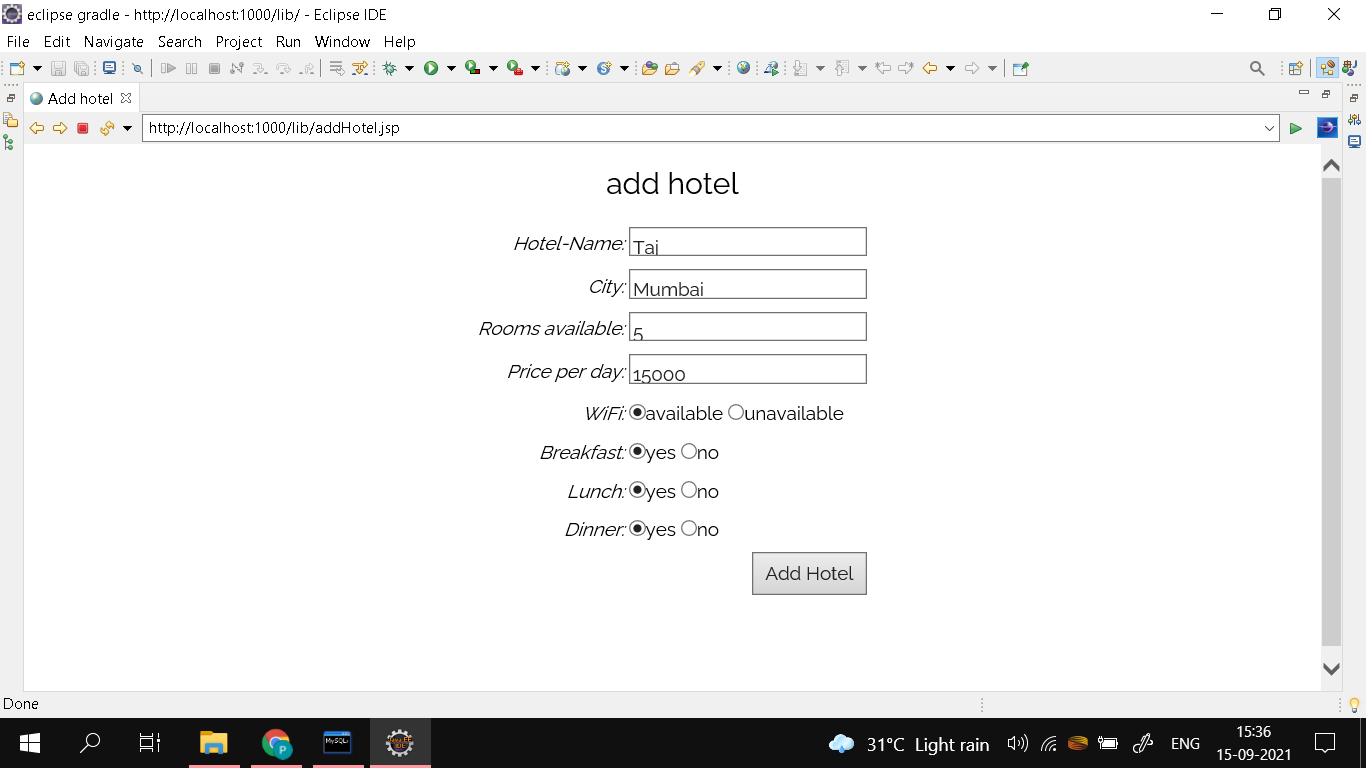 eclipse gradle - http://localhost:1000/lib/ - Eclipse IDE
File Edit Navigate Search Project Run Window Help
Add hotel
http://localhost:1000/lib/addHotel.jsp
add hotel
Hotel-Name: Taj
City: Mumbai
Rooms available: 5
Price per day: 15000
WiFi: available unavailable
Breakfast: yes no
Lunch: yes no
Dinner: yes no
Add Hotel
Done
31°C Light rain ENG 15:36
15-09-2021